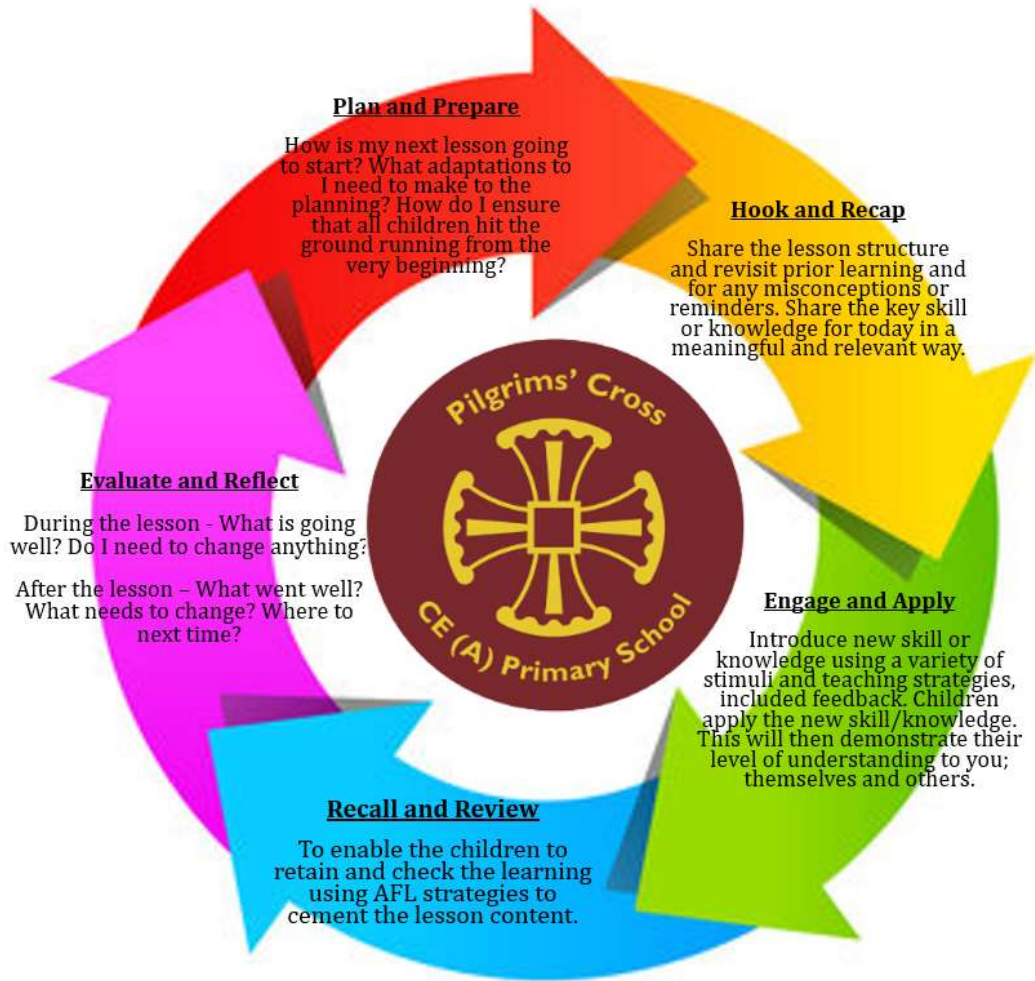 Plan and Prepare
How is my next lesson going
to start? What adaptations to
I need to make to the
planning? How do I ensure
that all children hit the
ground running from the
very beginning?
Hook and Recap
Share the lesson structure
and revisit prior learning and
for any misconceptions or
reminders. Share the key skill
or knowledge for today in a
meaningful and relevant way.
Engage and Apply
Introduce new skill or
knowledge using a variety of
stimuli and teaching strategies,
included feedback. Children
apply the new skill/knowledge.
This will then demonstrate their
level of understanding to you;
themselves and others.
Recall and Review
To enable the children to
retain and check the learning
using AFL strategies to
cement the lesson content.
Evaluate and Reflect
During the lesson - What is going
well? Do I need to change anything?
After the lesson – What went well?
What needs to change? Where to
next time?
Pilgrims' Cross
CE (A) Primary School